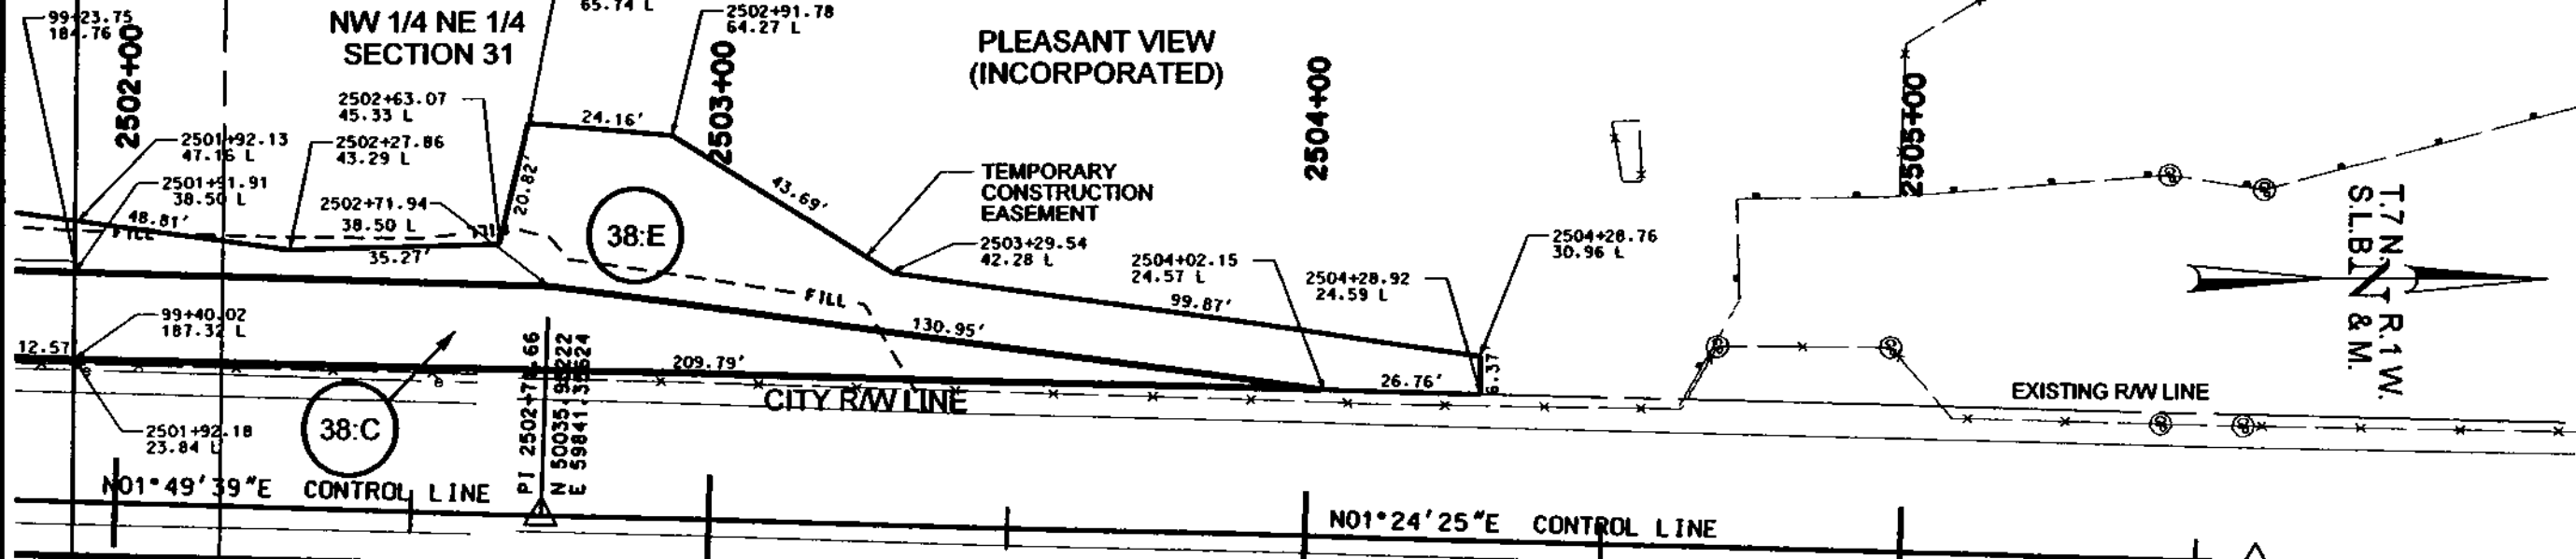 99+23.75
184.76 L
2502+00
NW 1/4 NE 1/4
SECTION 31
65.74 L
2502+91.78
64.27 L
2503+00
PLEASANT VIEW
(INCORPORATED)
2504+00
2505+00
2501+92.13
47.16 L
2501+91.91
38.50 L
2502+63.07
45.33 L
2502+27.86
43.29 L
2502+71.94
38.50 L
24.16'
20.82'
43.69'
TEMPORARY
CONSTRUCTION
EASEMENT
2503+29.54
42.28 L
48.81'
FILL
35.27'
38:E
FILL
2504+02.15
24.57 L
2504+28.92
24.59 L
2504+28.76
30.96 L
99.87'
130.95'
6.37'
26.76'
99+40.02
187.32 L
12.57
209.79'
CITY R/W LINE
EXISTING R/W LINE
38:C
2501+92.18
23.84 L
PI 2502+
N 50035
E 59841
N01°49'39"E CONTROL LINE
N01°24'25"E CONTROL LINE
T.7 N. R.1 W.
S.L.B. & M.
N